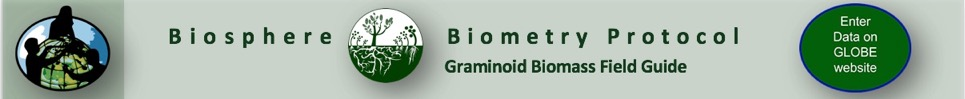 Biosphere Biometry Protocol
Graminoid Biomass Field Guide
Enter
Data on
GLOBE
website